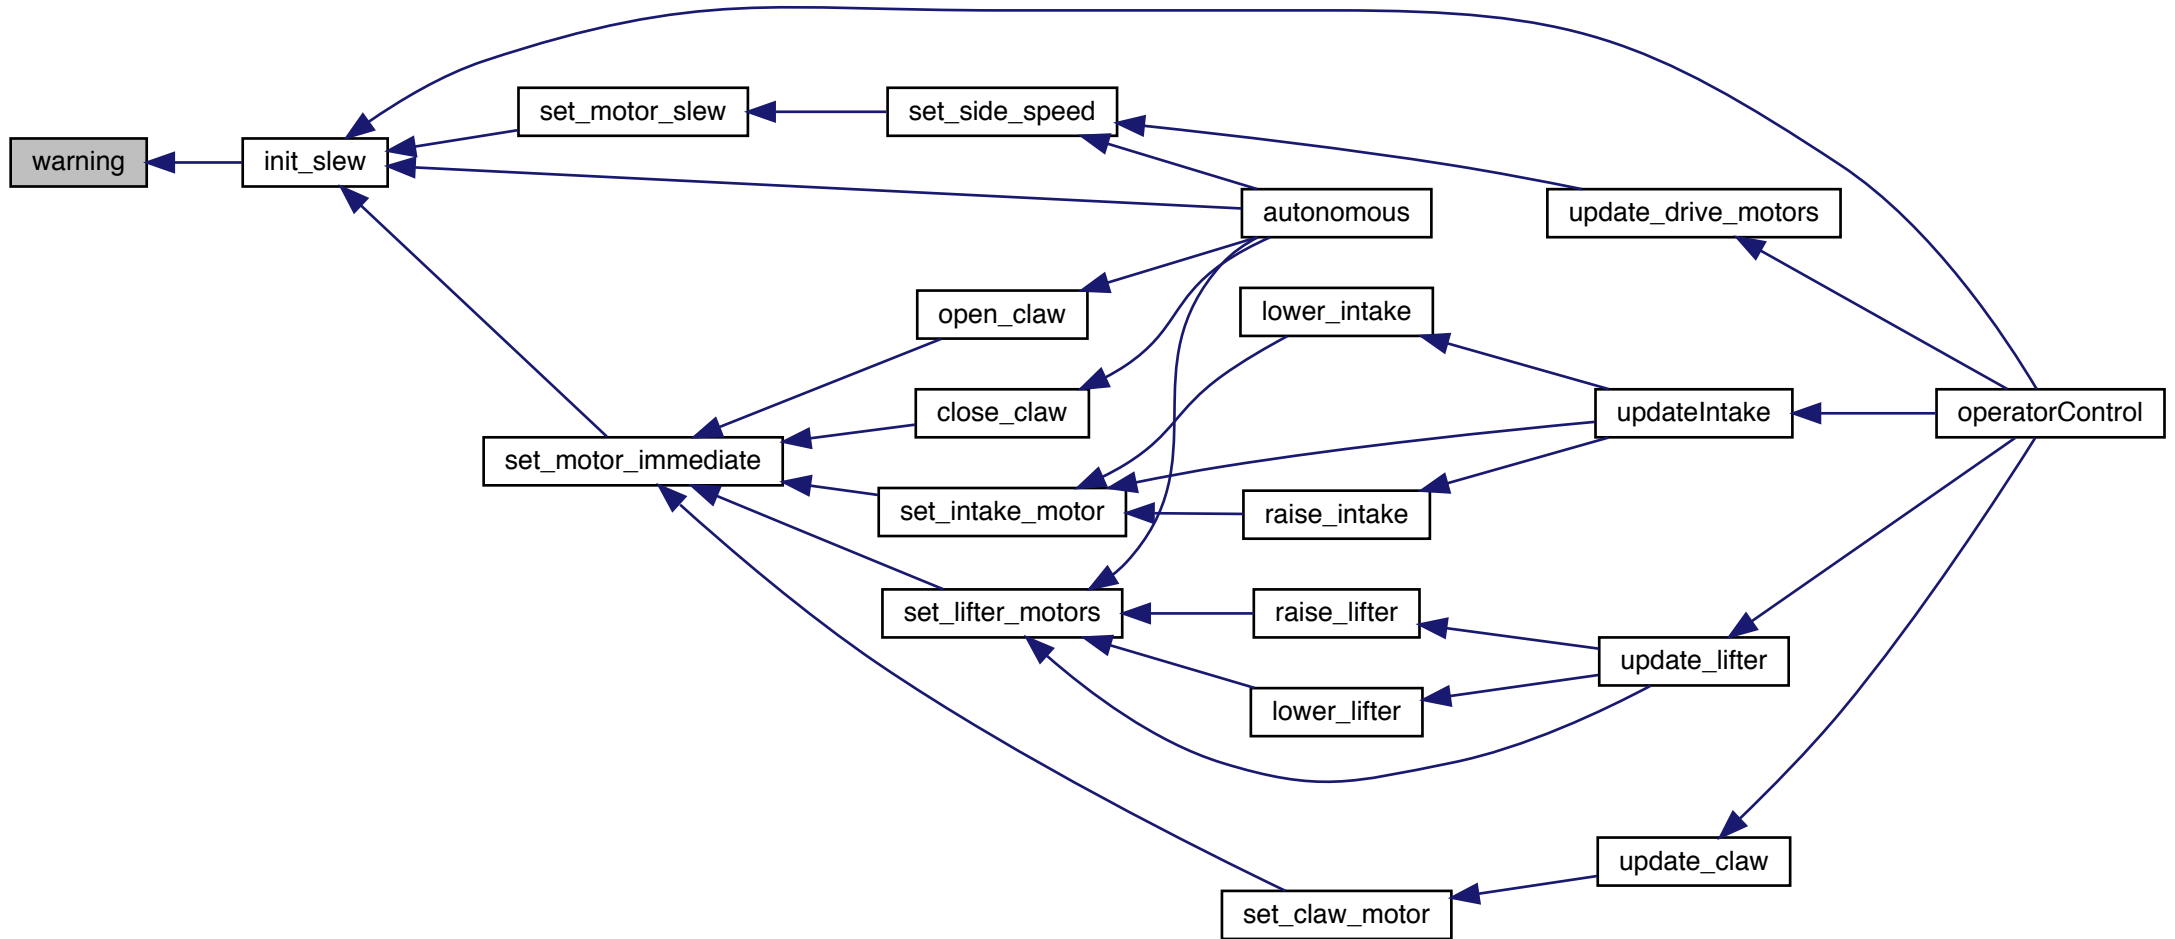 warning
init_slew
set_motor_slew
set_side_speed
autonomous
update_drive_motors
open_claw
lower_intake
close_claw
updateIntake
operatorControl
set_motor_immediate
set_intake_motor
raise_intake
set_lifter_motors
raise_lifter
update_lifter
lower_lifter
update_claw
set_claw_motor